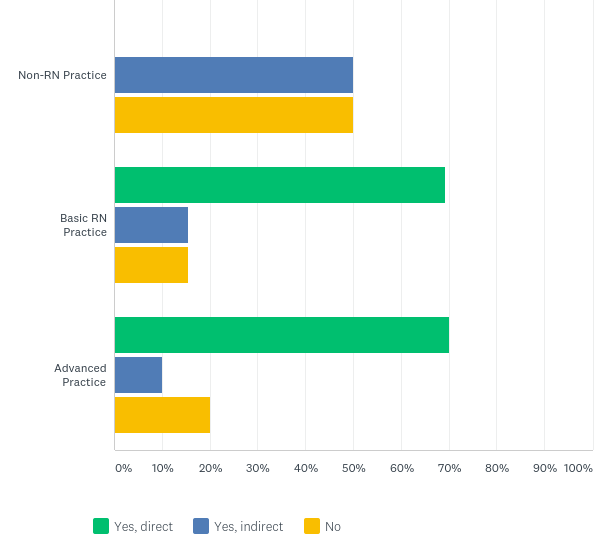 Non-RN Practice
Basic RN
Practice
Advanced
Practice
0% 10% 20% 30% 40% 50% 60% 70% 80% 90% 100%
Yes, direct Yes, indirect No